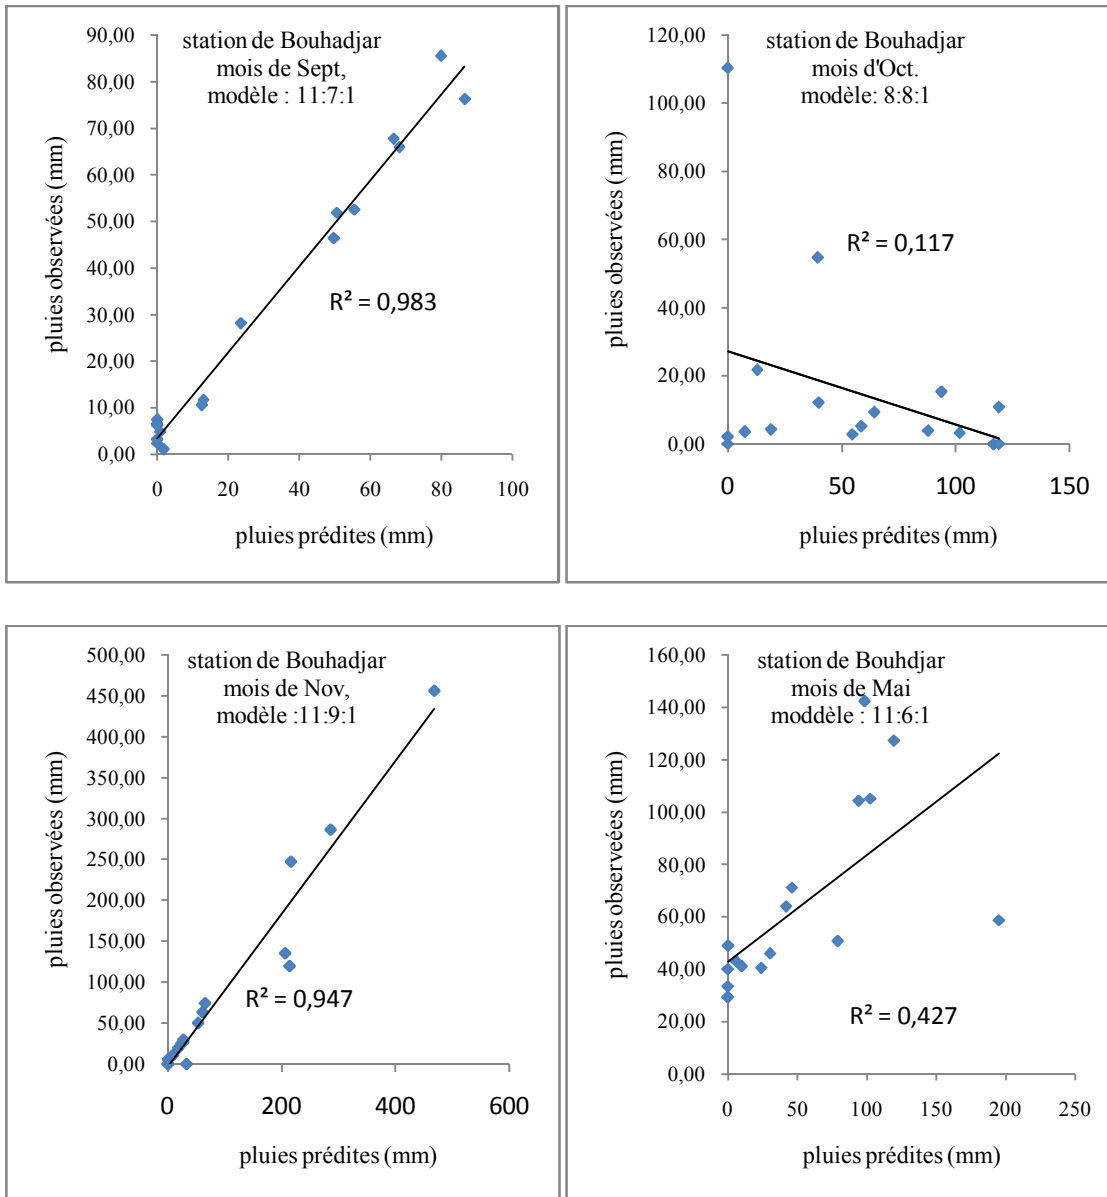 station de Bouhadjar
mois de Sept,
modèle : 11:7:1
pluies observées (mm)
90,00
80,00
70,00
60,00
50,00
40,00
30,00
20,00
10,00
0,00
R² = 0,983
0 20 40 60 80 100
pluies prédites (mm)
station de Bouhadjar
mois d'Oct.
modèle: 8:8:1
pluies observées (mm)
120,00
100,00
80,00
60,00
40,00
20,00
0,00
R² = 0,117
0 50 100 150
pluies prédites (mm)
station de Bouhadjar
mois de Nov,
modèle :11:9:1
pluies observées (mm)
500,00
450,00
400,00
350,00
300,00
250,00
200,00
150,00
100,00
50,00
0,00
R² = 0,947
0 200 400 600
pluies prédites (mm)
station de Bouhdjar
mois de Mai
moddèle : 11:6:1
pluies observeées (mm)
160,00
140,00
120,00
100,00
80,00
60,00
40,00
20,00
0,00
R² = 0,427
0 50 100 150 200 250
pluies prédites (mm)